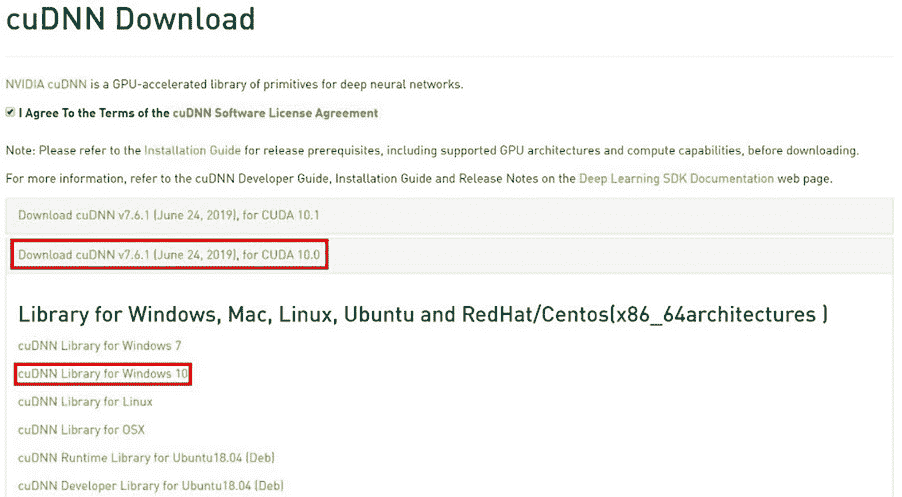 cuDNN Download
NVIDIA cuDNN is a GPU-accelerated library of primitives for deep neural networks.
I Agree To the Terms of the cuDNN Software License Agreement
Note: Please refer to the Installation Guide for release prerequisites, including supported GPU architectures and compute capabilities, before downloading.
For more information, refer to the cuDNN Developer Guide, Installation Guide and Release Notes on the Deep Learning SDK Documentation web page.
Download cuDNN v7.6.1 (June 24, 2019), for CUDA 10.1
Download cuDNN v7.6.1 (June 24, 2019), for CUDA 10.0
Library for Windows, Mac, Linux, Ubuntu and RedHat/Centos(x86_64architectures )
cuDNN Library for Windows 7
cuDNN Library for Windows 10
cuDNN Library for Linux
cuDNN Library for OSX
cuDNN Runtime Library for Ubuntu18.04 (Deb)
cuDNN Developer Library for Ubuntu18.04 (Deb)